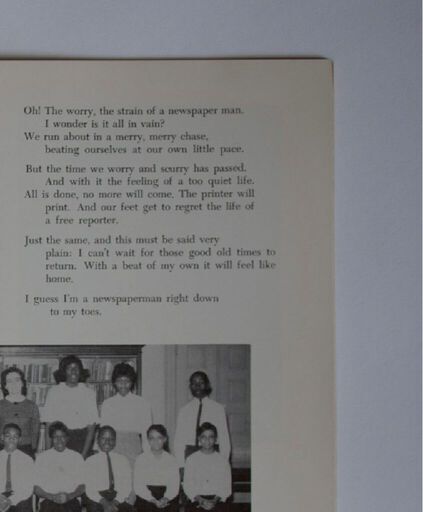 Oh! The worry, the strain of a newspaper man.
I wonder is it all in vain?
We run about in a merry, merry chase,
beating ourselves at our own little pace.
But the time we worry and scurry has passed.
And with it the feeling of a too quiet life.
All is done, no more will come. The printer will
print. And our feet get to regret the life of
a free reporter.
Just the same, and this must be said very
plain: I can't wait for those good old times to
return. With a beat of my own it will feel like
home.
I guess I'm a newspaperman right down
to my toes.